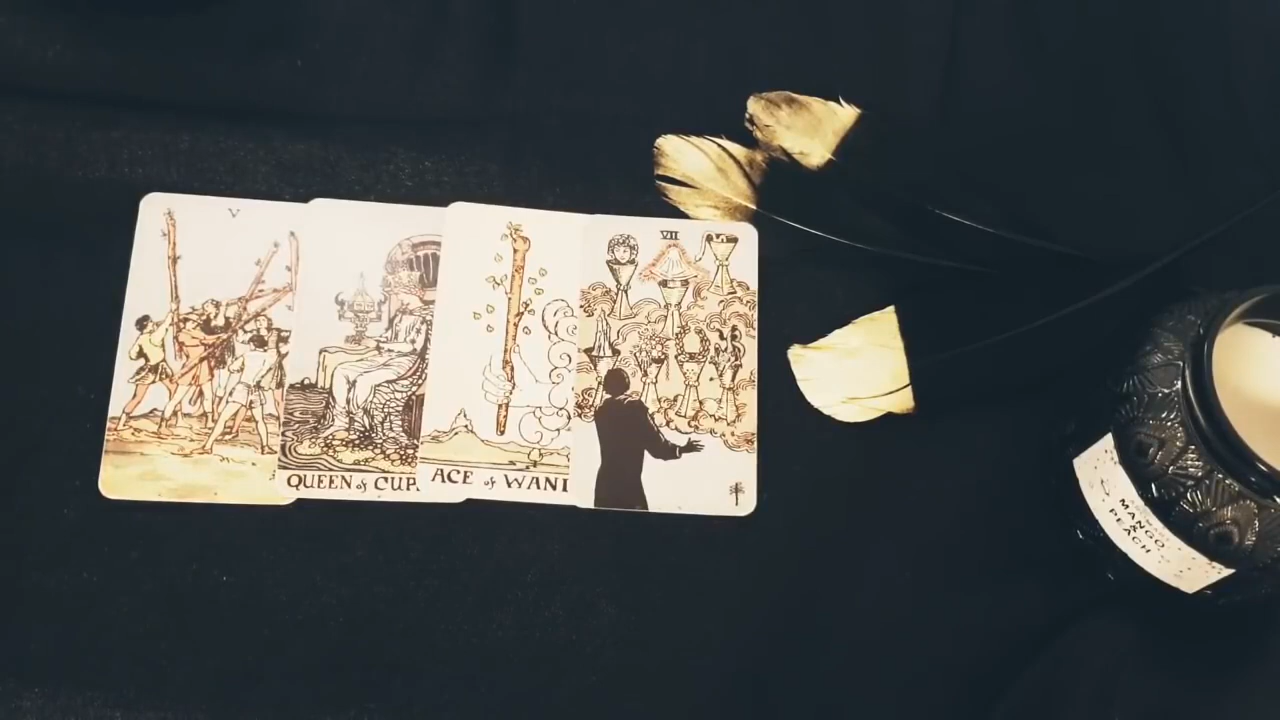 V
QUEEN of CUP
ACE of WAN
VII
MANGO
&
PEACH